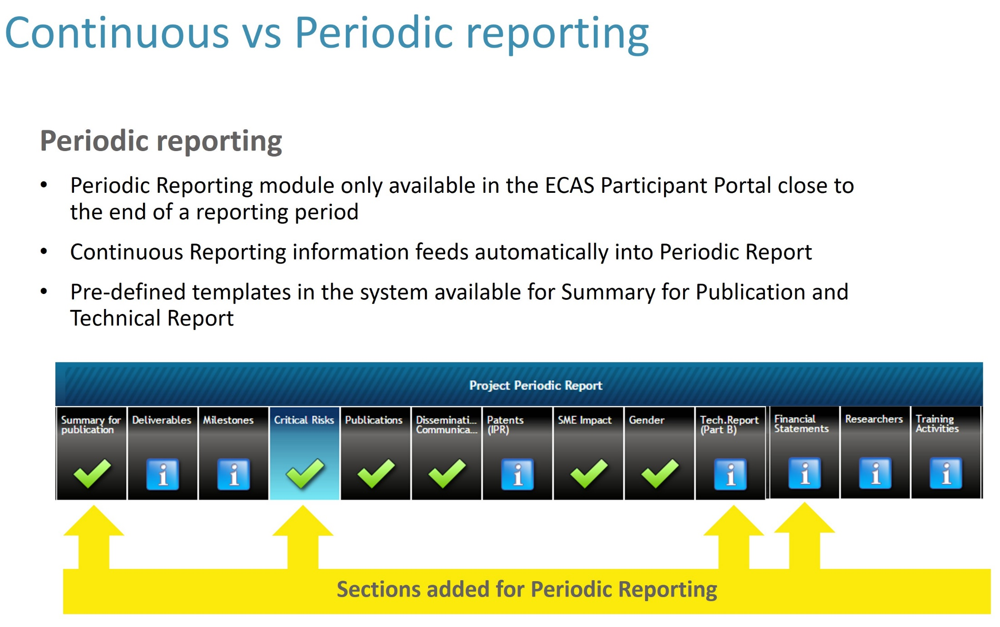 Continuous vs Periodic reporting
Periodic reporting
• Periodic Reporting module only available in the ECAS Participant Portal close to
the end of a reporting period
• Continuous Reporting information feeds automatically into Periodic Report
• Pre-defined templates in the system available for Summary for Publication and
Technical Report
Project Periodic Report
Summary for
publication
Deliverables
Milestones
Critical Risks
Publications
Disseminati...
Communica...
Patents
(IPR)
SME Impact
Gender
Tech.Report
(Part B)
Financial
Statements
Researchers
Training
Activities
Sections added for Periodic Reporting